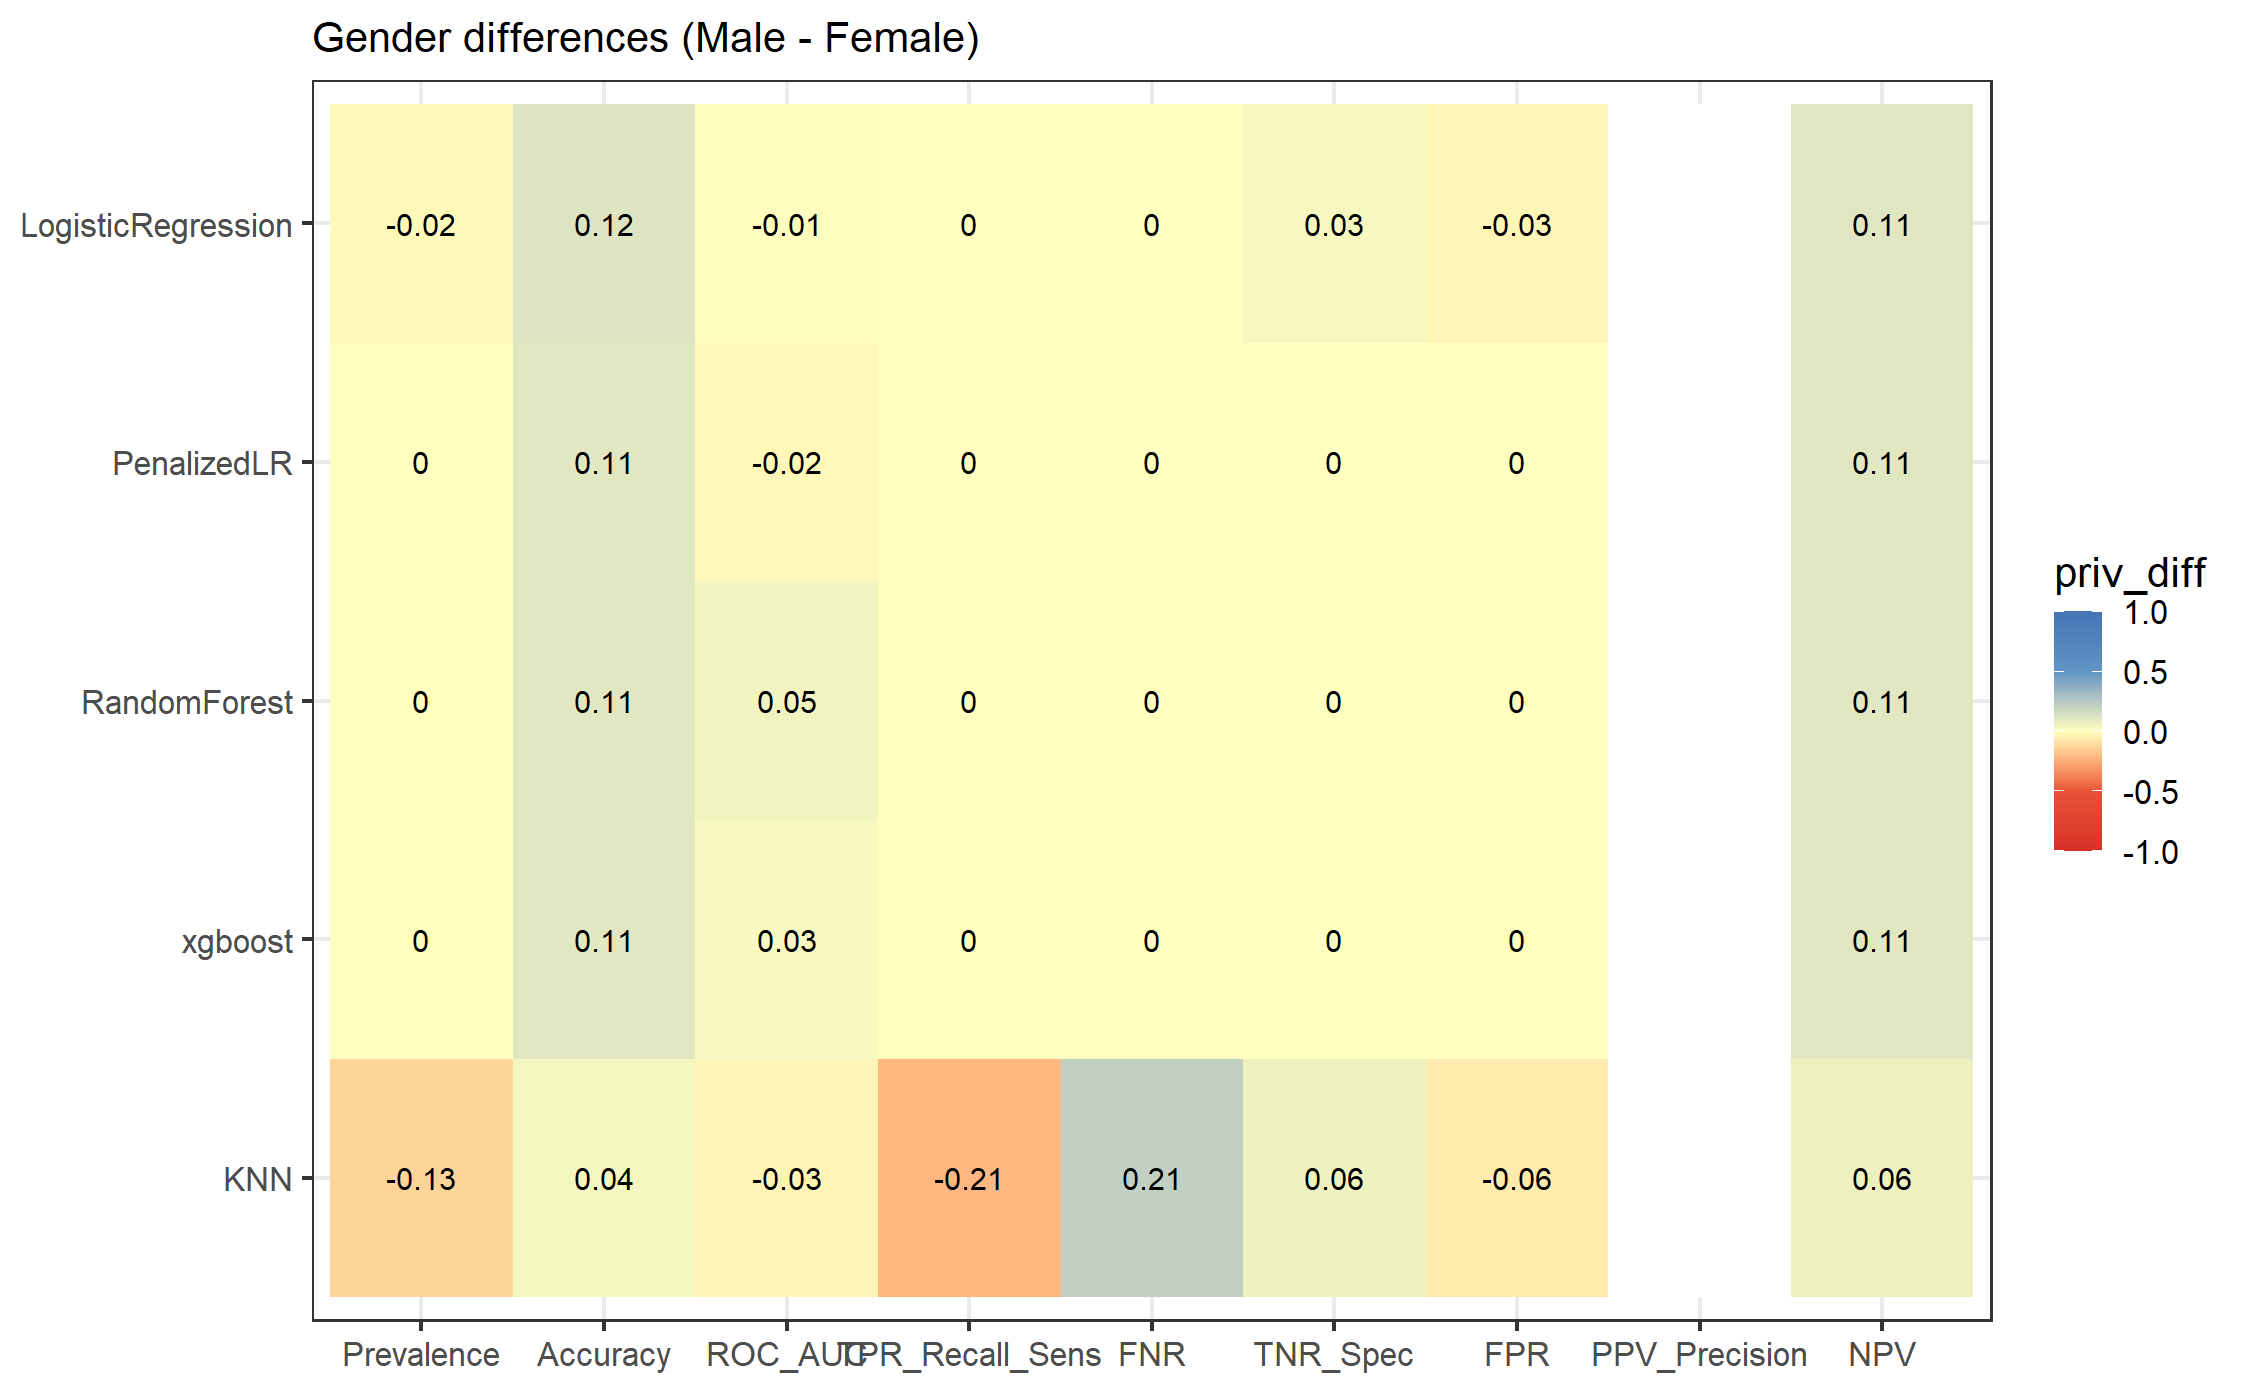 Gender differences (Male - Female)
LogisticRegression -0.02 0.12 -0.01 0 0 0.03 -0.03 0.11
PenalizedLR 0 0.11 -0.02 0 0 0 0 0.11
RandomForest 0 0.11 0.05 0 0 0 0 0.11
xgboost 0 0.11 0.03 0 0 0 0 0.11
KNN -0.13 0.04 -0.03 -0.21 0.21 0.06 -0.06 0.06
Prevalence Accuracy ROC_AUC TPR_Recall_Sens FNR TNR_Spec FPR PPV_Precision NPV
priv_diff
1.0
0.5
0.0
-0.5
-1.0